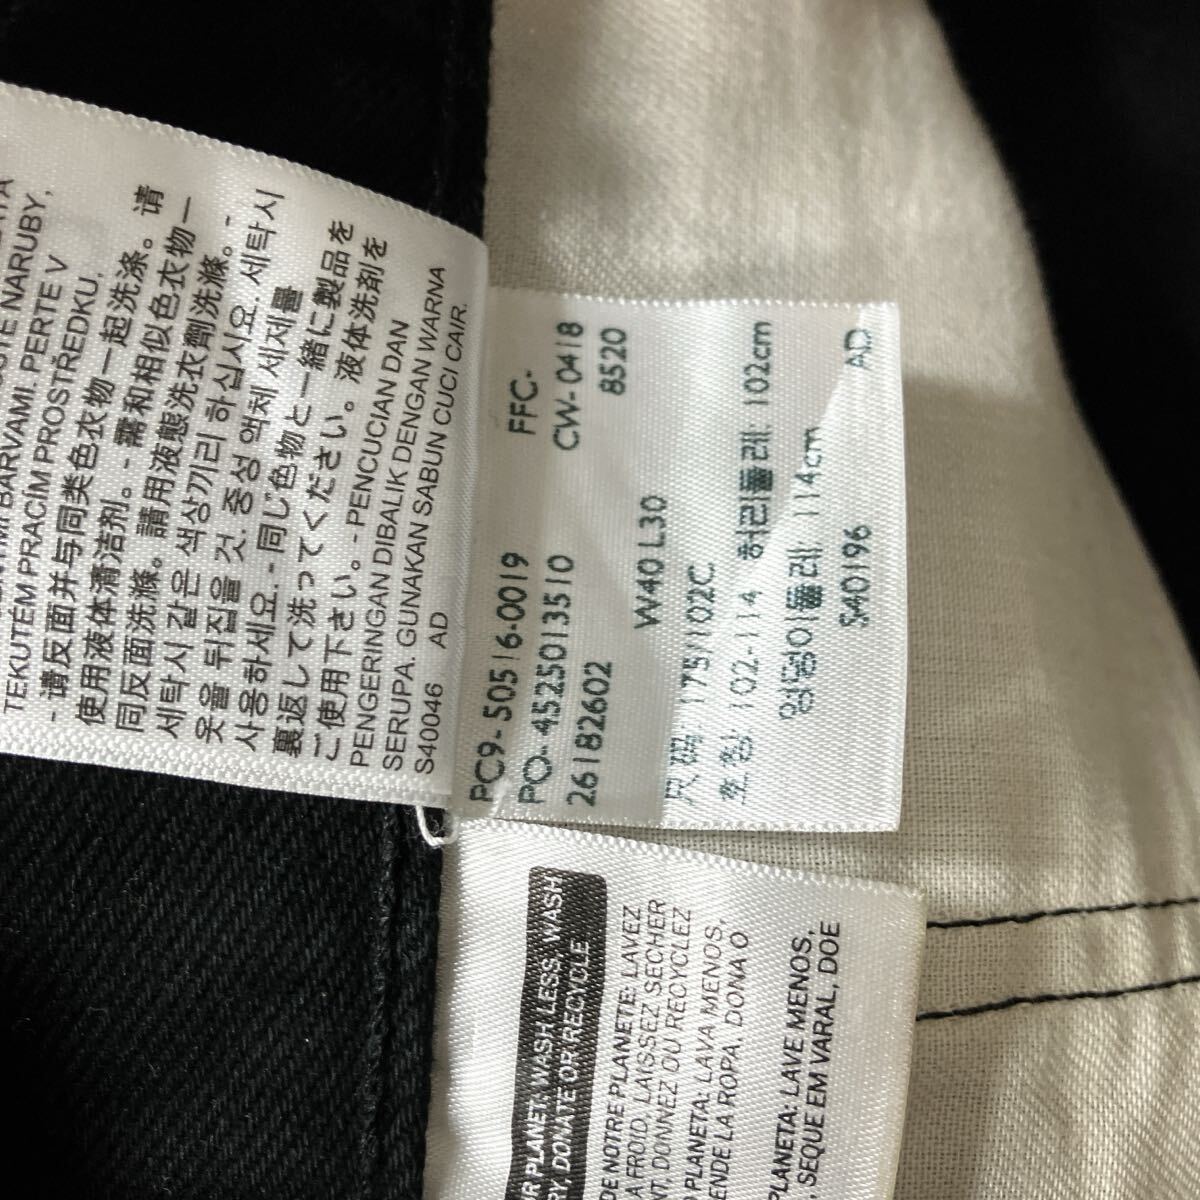 NARUBY,
TEKUTEM PRACÍM PROSTŘEDKU.
BARVAMI. PERTE V
- 请反面并与同类色衣物一起洗涤。请
使用液体清洁剂。- 需和相似色衣物一
同反面洗滌。請用液態洗衣劑洗滌。-
세탁시 같은 색상끼리 하십시요. 세탁시
옷을 뒤집을 것. 중성 액체 세제를
사용하세요. - 同じ色物と一緒に製品を
裏返して洗ってください。液体洗剤を
ご使用下さい。- PENCUCIAN DAN
PENGERINGAN DIBALIK DENGAN WARNA
SERUPA. GUNAKAN SABUN CUCI CAIR.
S40046 AD
PC9-50516-0019 FFC-
PO-4525013510 CW-0418
26182602 8520
W40 L30
尺碼 175/102C
호칭 102-114 허리둘레 102cm
엉덩이둘레 114cm
S40196 AD
PLANET. WASH LESS, WASH
DONATE OR RECYCLE
DE NOTRE PLANETE: LAVEZ
A FROID, LAISSEZ SECHER
DONNEZ OU RECYCLEZ
PLANETA: LAVA MENOS,
LA ROPA, DONA O
PLANETA: LAVE MENOS,
SEQUE EM VARAL, DOE